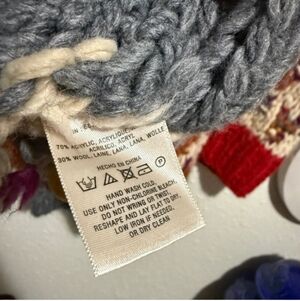 70% ACRYLIC, ACRYLIQUE,
ACRILICO, ACRYL
30% WOOL, LAINE, LANA, LANA, WOLLE
HECHO EN CHINA
HAND WASH COLD.
USE ONLY NON-CHLORINE BLEACH.
DO NOT WRING OR TWIST.
RESHAPE AND LAY FLAT TO DRY.
LOW IRON IF NEEDED.
OR DRY CLEAN